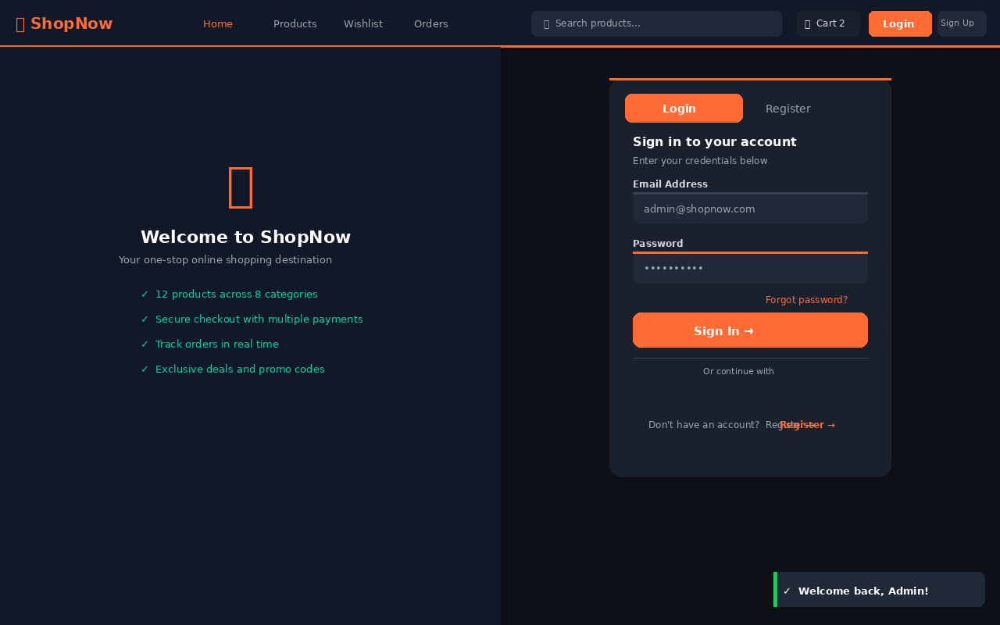 ShopNow
Home Products Wishlist Orders
Search products...
Cart 2
Login
Sign Up
Welcome to ShopNow
Your one-stop online shopping destination
✓ 12 products across 8 categories
✓ Secure checkout with multiple payments
✓ Track orders in real time
✓ Exclusive deals and promo codes
Login Register
Sign in to your account
Enter your credentials below
Email Address
admin@shopnow.com
Password
••••••••••
Forgot password?
Sign In →
Or continue with
Don't have an account? Register →
✓ Welcome back, Admin!